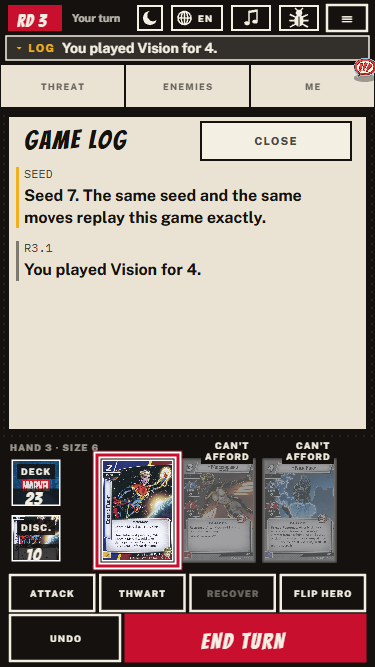 RD 3
Your turn
EN
LOG You played Vision for 4.
THREAT
ENEMIES
ME
GAME LOG
CLOSE
SEED
Seed 7. The same seed and the same
moves replay this game exactly.
R3.1
You played Vision for 4.
HAND 3 · SIZE 6
CAN'T
AFFORD
CAN'T
AFFORD
DECK
MARVEL
23
DISC.
10
2
ATTACK
THWART
RECOVER
FLIP HERO
UNDO
END TURN